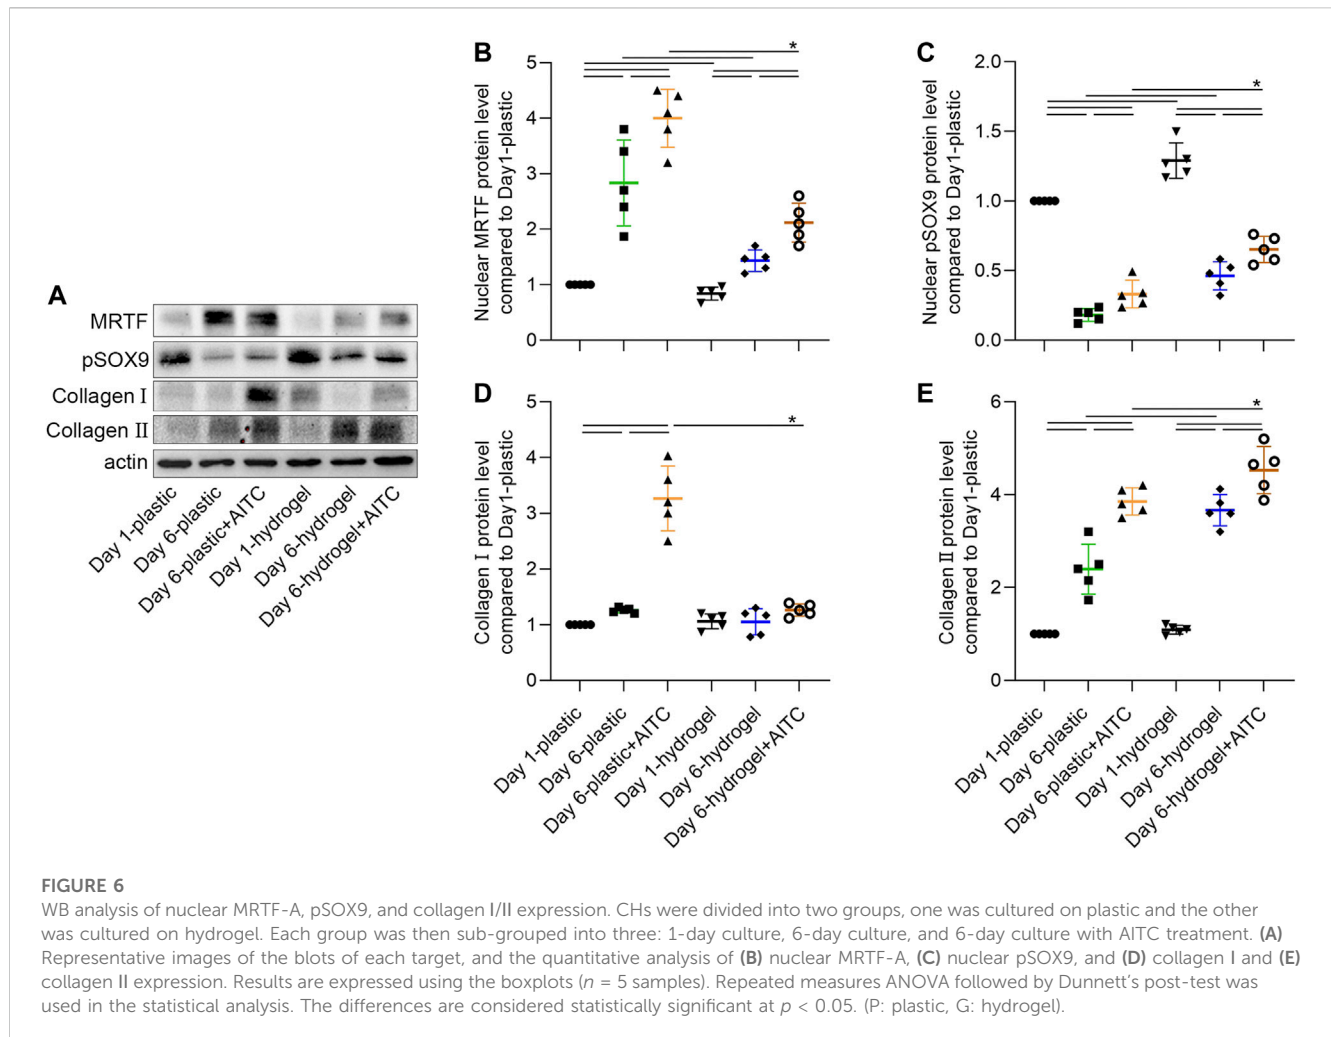 A
MRTF
pSOX9
Collagen I
Collagen II
actin
Day 1-plastic
Day 6-plastic
Day 6-plastic+AITC
Day 1-hydrogel
Day 6-hydrogel
Day 6-hydrogel+AITC
B
Nuclear MRTF protein level
compared to Day1-plastic
5
4
3
2
1
0
*
C
Nuclear pSOX9 protein level
compared to Day1-plastic
2.0
1.5
1.0
0.5
0.0
*
D
Collagen I protein level
compared to Day1-plastic
5
4
3
2
1
0
*
Day 1-plastic
Day 6-plastic
Day 6-plastic+AITC
Day 1-hydrogel
Day 6-hydrogel
Day 6-hydrogel+AITC
E
Collagen II protein level
compared to Day1-plastic
6
4
2
0
*
Day 1-plastic
Day 6-plastic
Day 6-plastic+AITC
Day 1-hydrogel
Day 6-hydrogel
Day 6-hydrogel+AITC
FIGURE 6
WB analysis of nuclear MRTF-A, pSOX9, and collagen I/II expression. CHs were divided into two groups, one was cultured on plastic and the other
was cultured on hydrogel. Each group was then sub-grouped into three: 1-day culture, 6-day culture, and 6-day culture with AITC treatment. (A)
Representative images of the blots of each target, and the quantitative analysis of (B) nuclear MRTF-A, (C) nuclear pSOX9, and (D) collagen I and (E)
collagen II expression. Results are expressed using the boxplots (n = 5 samples). Repeated measures ANOVA followed by Dunnett's post-test was
used in the statistical analysis. The differences are considered statistically significant at p < 0.05. (P: plastic, G: hydrogel).